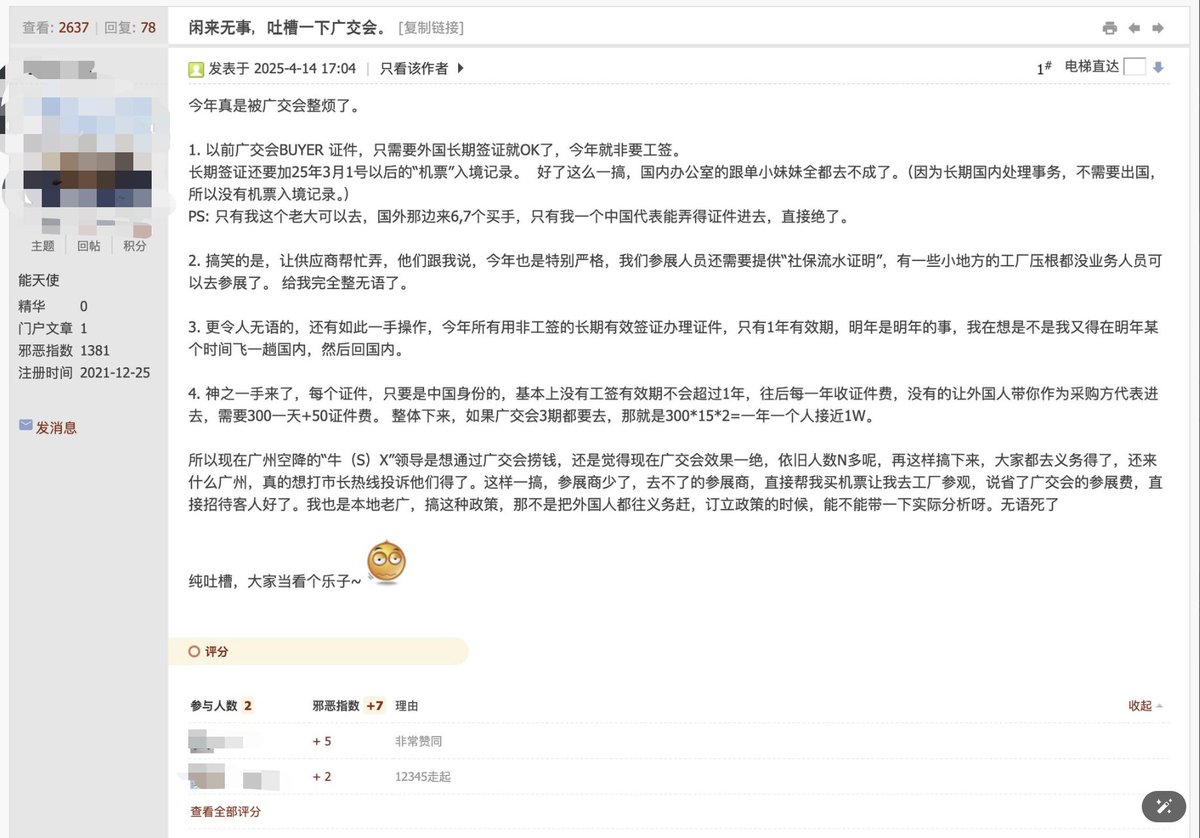 查看: 2637 | 回复: 78
闲来无事，吐槽一下广交会。 [复制链接]
发表于 2025-4-14 17:04 | 只看该作者
1# 电梯直达
今年真是被广交会整烦了。
1. 以前广交会BUYER 证件，只需要外国长期签证就OK了，今年就非要工签。
长期签证还要加25年3月1号以后的“机票”入境记录。 好了这么一搞，国内办公室的跟单小妹妹全都去不成了。（因为长期国内处理事务，不需要出国，
所以没有机票入境记录。）
PS: 只有我这个老大可以去，国外那边来6,7个买手，只有我一个中国代表能弄得证件进去，直接绝了。
2. 搞笑的是，让供应商帮忙弄，他们跟我说，今年也是特别严格，我们参展人员还需要提供“社保流水证明”，有一些小地方的工厂压根都没业务人员可
以去参展了。 给我完全整无语了。
3. 更令人无语的，还有如此一手操作，今年所有用非工签的长期有效签证办理证件，只有1年有效期，明年是明年的事，我在想是不是我又得在明年某
个时间飞一趟国内，然后回国内。
4. 神之一手来了，每个证件，只要是中国身份的，基本上没有工签有效期不会超过1年，往后每一年收证件费，没有的让外国人带你作为采购方代表进
去，需要300一天+50证件费。 整体下来，如果广交会3期都要去，那就是300*15*2=一年一个人接近1W。
所以现在广州空降的“牛（S）X”领导是想通过广交会捞钱，还是觉得现在广交会效果一绝，依旧人数N多呢，再这样搞下来，大家都去义务得了，还来
什么广州，真的想打市长热线投诉他们得了。这样一搞，参展商少了，去不了的参展商，直接帮我买机票让我去工厂参观，说省了广交会的参展费，直
接招待客人好了。我也是本地老广，搞这种政策，那不是把外国人都往义务赶，订立政策的时候，能不能带一下实际分析呀。无语死了
纯吐槽，大家当看个乐子~
主题 | 回帖 | 积分
能天使
精华 0
门户文章 1
邪恶指数 1381
注册时间 2021-12-25
发消息
评分
参与人数 2 邪恶指数 +7 理由 收起
+ 5 非常赞同
+ 2 12345走起
查看全部评分